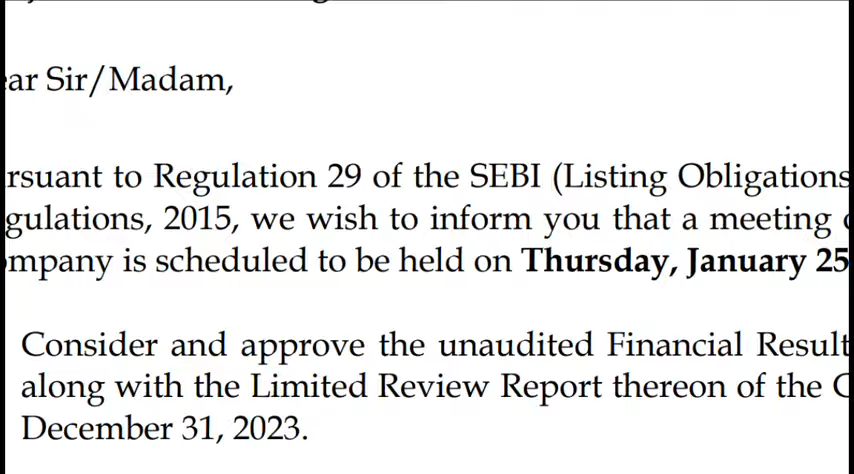 ar Sir/Madam,
rsuant to Regulation 29 of the SEBI (Listing Obligations
gulations, 2015, we wish to inform you that a meeting
mpany is scheduled to be held on Thursday, January 25
Consider and approve the unaudited Financial Result
along with the Limited Review Report thereon of the
December 31, 2023.